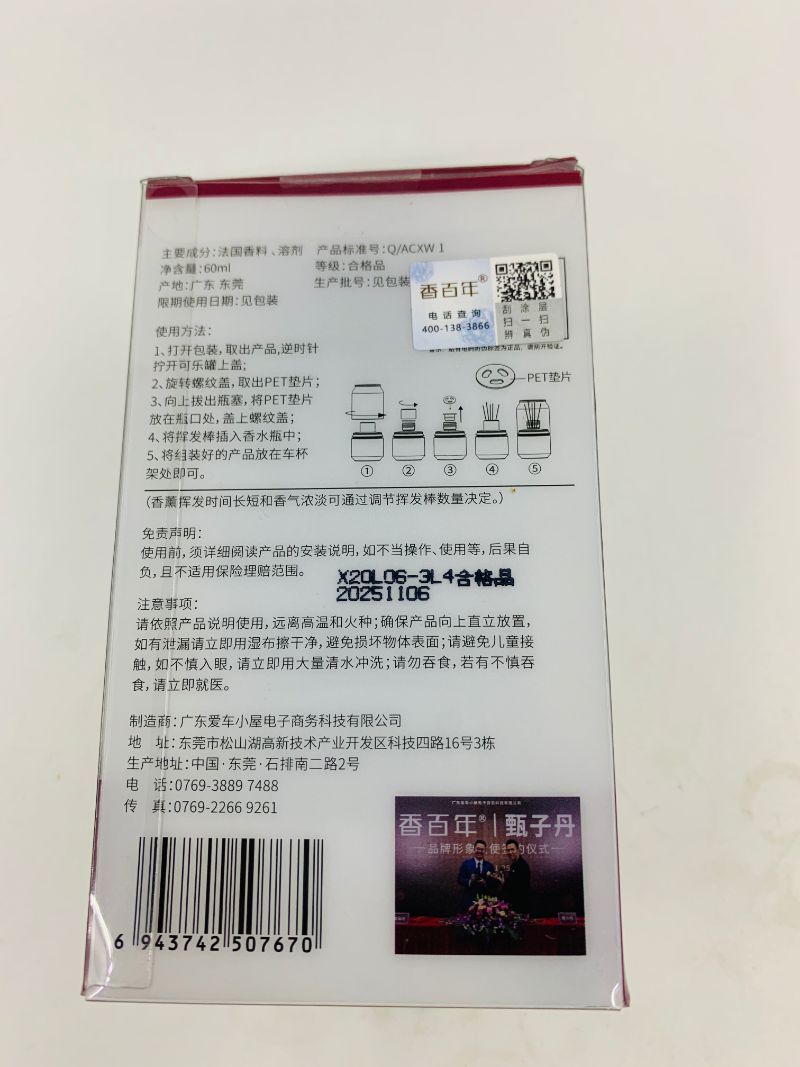 主要成分:法国香料、溶剂 产品标准号:Q/ACXW 1
净含量:60ml 等级:合格品
产地:广东 东莞 生产批号:见包装
限期使用日期:见包装
香百年®
电话查询
400-138-3866
刮涂层
扫一扫
辨真伪
使用方法:
1、打开包装,取出产品,逆时针
拧开可乐罐上盖;
2、旋转螺纹盖,取出PET垫片;
3、向上拔出瓶塞,将PET垫片
放在瓶口处,盖上螺纹盖;
4、将挥发棒插入香水瓶中;
5、将组装好的产品放在车杯
架处即可。
PET垫片
① ② ③ ④ ⑤
(香薰挥发时间长短和香气浓淡可通过调节挥发棒数量决定。)
免责声明:
使用前,须详细阅读产品的安装说明,如不当操作、使用等,后果自
负,且不适用保险理赔范围。
X20L06-3L4合格品
20251106
注意事项:
请依照产品说明使用,远离高温和火种;确保产品向上直立放置,
如有泄漏请立即用湿布擦干净,避免损坏物体表面;请避免儿童接
触,如不慎入眼,请立即用大量清水冲洗;请勿吞食,若有不慎吞
食,请立即就医。
制造商:广东爱车小屋电子商务科技有限公司
地 址:东莞市松山湖高新技术产业开发区科技四路16号3栋
生产地址:中国·东莞·石排南二路2号
电 话:0769-3889 7488
传 真:0769-2266 9261
香百年®|甄子丹
品牌形象 使签约仪式
6 943742 507670